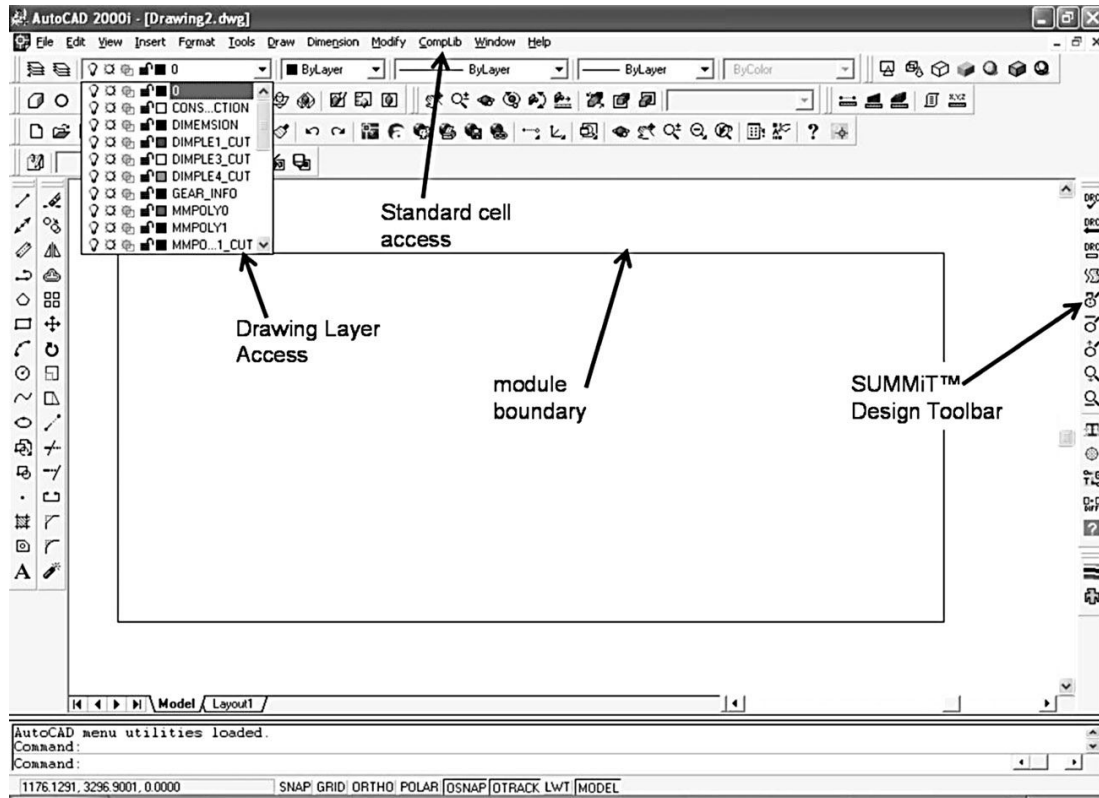 AutoCAD 2000i - [Drawing2.dwg]
File Edit View Insert Format Tools Draw Dimension Modify CompLib Window Help
0 ByLayer ByLayer ByLayer ByColor
0
CONS...CTION
DIMEMSION
DIMPLE1_CUT
DIMPLE3_CUT
DIMPLE4_CUT
GEAR_INFO
MMPOLY0
MMPOLY1
MMPO...1_CUT
Standard cell
access
Drawing Layer
Access
module
boundary
SUMMiT™
Design Toolbar
DRC
DRC
DRC
Model Layout1
AutoCAD menu utilities loaded.
Command:
Command:
1176.1291, 3296.9001, 0.0000 SNAP GRID ORTHO POLAR OSNAP OTRACK LWT MODEL